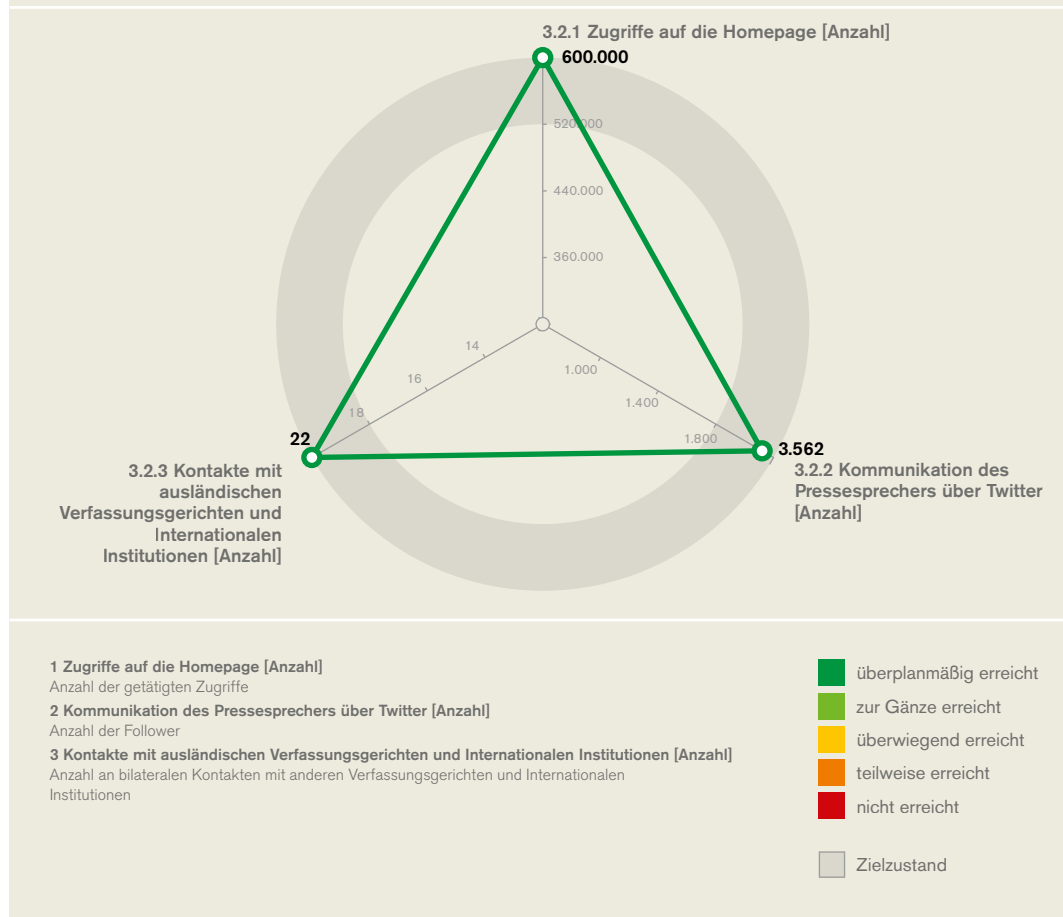 3.2.1 Zugriffe auf die Homepage [Anzahl]
600.000
520.000
440.000
360.000
14
16
18
22
1.000
1.400
1.800
3.562
3.2.3 Kontakte mit
ausländischen
Verfassungsgerichten und
Internationalen
Institutionen [Anzahl]
3.2.2 Kommunikation des
Pressesprechers über Twitter
[Anzahl]
1 Zugriffe auf die Homepage [Anzahl]
Anzahl der getätigten Zugriffe
2 Kommunikation des Pressesprechers über Twitter [Anzahl]
Anzahl der Follower
3 Kontakte mit ausländischen Verfassungsgerichten und Internationalen Institutionen [Anzahl]
Anzahl an bilateralen Kontakten mit anderen Verfassungsgerichten und Internationalen
Institutionen
überplanmäßig erreicht
zur Gänze erreicht
überwiegend erreicht
teilweise erreicht
nicht erreicht
Zielzustand